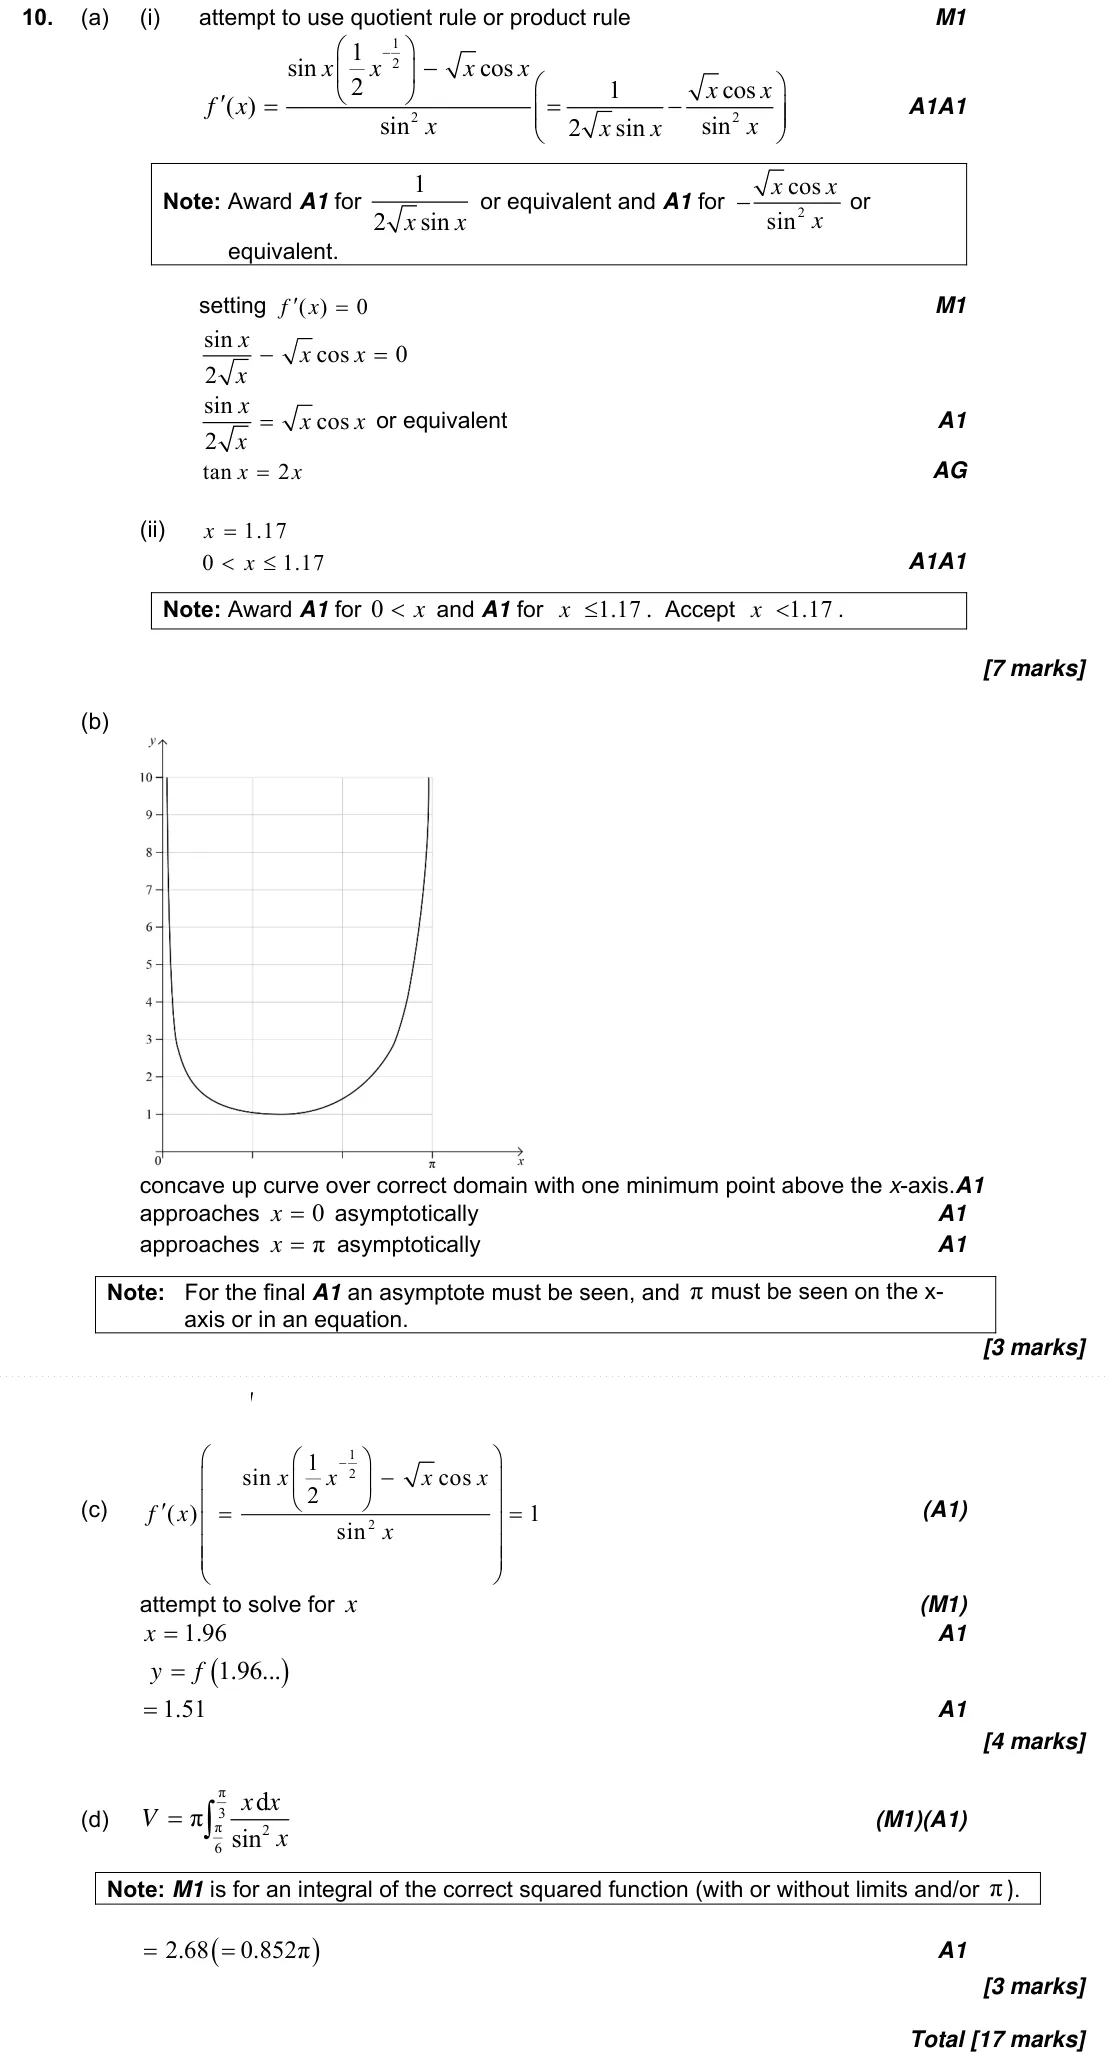 10. (a) (i) attempt to use quotient rule or product rule M1
f′(x) = (sin x(1/2 x^(−1/2)) − √x cos x)/(sin² x) (= 1/(2√x sin x) − (√x cos x)/(sin² x)) A1A1
Note: Award A1 for 1/(2√x sin x) or equivalent and A1 for −(√x cos x)/(sin² x) or
equivalent.
setting f′(x) = 0 M1
(sin x)/(2√x) − √x cos x = 0
(sin x)/(2√x) = √x cos x or equivalent A1
tan x = 2x AG
(ii) x = 1.17
0 < x ≤ 1.17 A1A1
Note: Award A1 for 0 < x and A1 for x ≤1.17. Accept x <1.17.
[7 marks]
(b)
y
10
9
8
7
6
5
4
3
2
1
0 π x
concave up curve over correct domain with one minimum point above the x-axis.A1
approaches x = 0 asymptotically A1
approaches x = π asymptotically A1
Note: For the final A1 an asymptote must be seen, and π must be seen on the x-
axis or in an equation.
[3 marks]
(c) f′(x)(= (sin x(1/2 x^(−1/2)) − √x cos x)/(sin² x)) = 1 (A1)
attempt to solve for x (M1)
x = 1.96 A1
y = f(1.96...)
= 1.51 A1
[4 marks]
(d) V = π∫_(π/6)^(π/3) (x dx)/(sin² x) (M1)(A1)
Note: M1 is for an integral of the correct squared function (with or without limits and/or π).
= 2.68(= 0.852π) A1
[3 marks]
Total [17 marks]